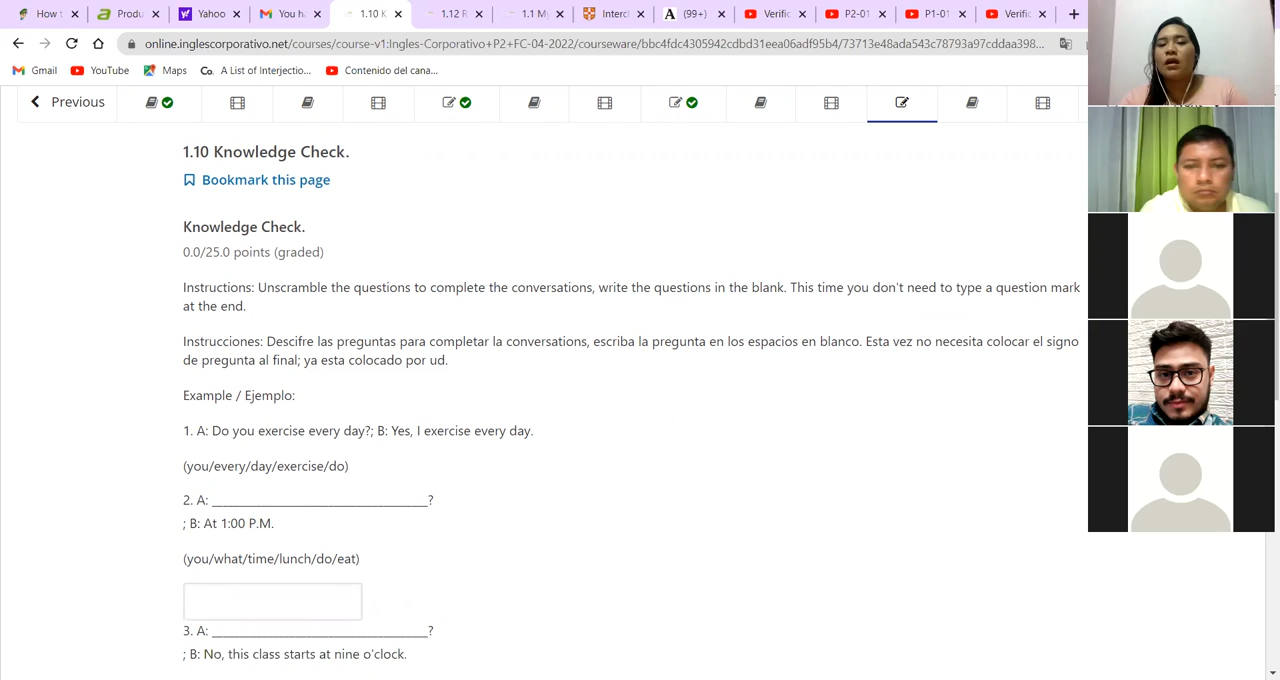 How t
Produ
Yahoo
You ha
1.10 K
1.12 R
1.1 My
Interch
A (99+)
Verific
P2-01
P1-01
Verific
online.inglescorporativo.net/courses/course-v1:Ingles-Corporativo+P2+FC-04-2022/courseware/bbc4fdc4305942cdbd31eea06adf95b4/73713e48ada543c78793a97cddaa398...
Gmail
YouTube
Maps
Co. A List of Interjectio...
Contenido del cana...
Previous
1.10 Knowledge Check.
Bookmark this page
Knowledge Check.
0.0/25.0 points (graded)
Instructions: Unscramble the questions to complete the conversations, write the questions in the blank. This time you don't need to type a question mark
at the end.
Instrucciones: Descifre las preguntas para completar la conversations, escriba la pregunta en los espacios en blanco. Esta vez no necesita colocar el signo
de pregunta al final; ya esta colocado por ud.
Example / Ejemplo:
1. A: Do you exercise every day?; B: Yes, I exercise every day.
(you/every/day/exercise/do)
2. A: ________________________________?
; B: At 1:00 P.M.
(you/what/time/lunch/do/eat)
3. A: ________________________________?
; B: No, this class starts at nine o'clock.